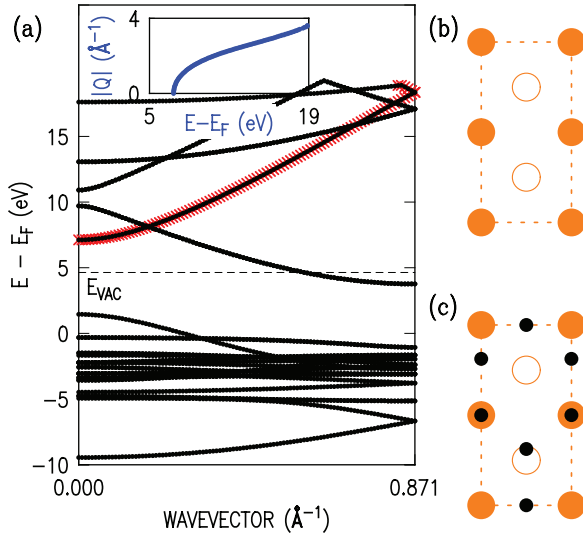 (a)
|Q| (Å⁻¹)
4
0
5
19
E−E_F (eV)
E − E_F (eV)
15
10
5
0
−5
−10
E_VAC
0.000
0.871
WAVEVECTOR (Å⁻¹)
(b)
(c)